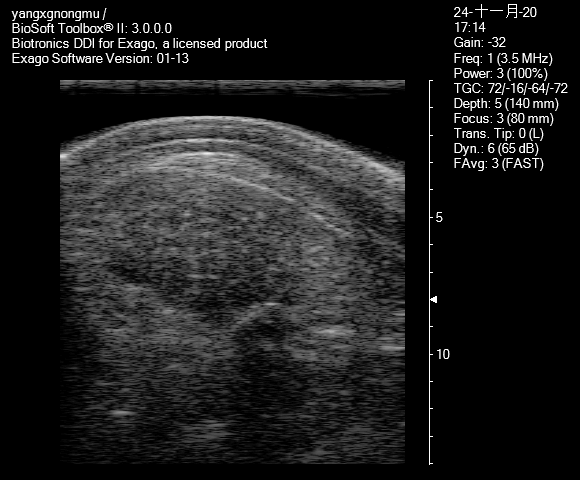 yangxgnongmu /
BioSoft Toolbox® II: 3.0.0.0
Biotronics DDI for Exago, a licensed product
Exago Software Version: 01-13
24-十一月-20
17:14
Gain: -32
Freq: 1 (3.5 MHz)
Power: 3 (100%)
TGC: 72/-16/-64/-72
Depth: 5 (140 mm)
Focus: 3 (80 mm)
Trans. Tip: 0 (L)
Dyn.: 6 (65 dB)
FAvg: 3 (FAST)
5
10